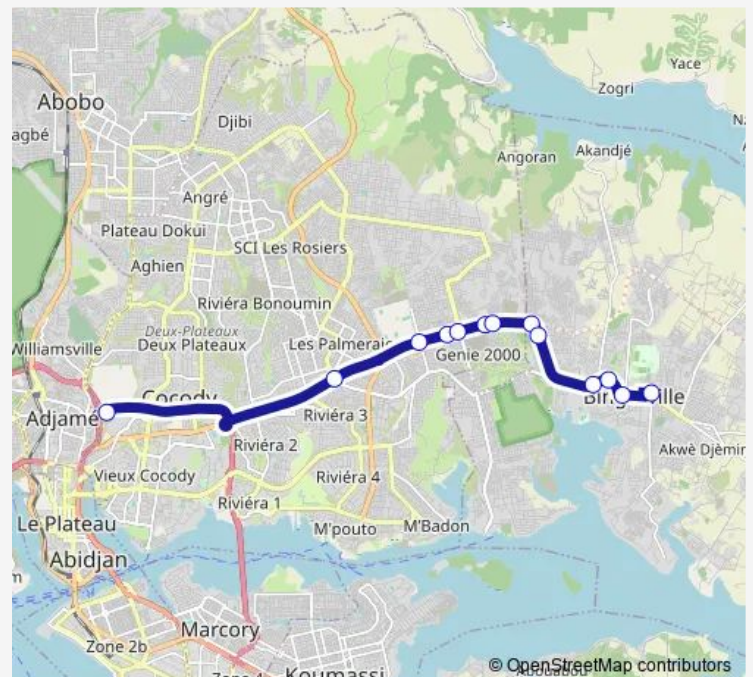 Yace
Zogri
Abobo
Djibi
Angoran
Akandjé
Angré
Plateau Dokui
SCI Les Rosiers
Aghien
Riviéra Bonoumin
Deux-Plateaux
Deux Plateaux
Les Palmeraie
Williamsville
Genie 2000
Cocody
Adjamé
Riviéra 3
Riviéra 2
Akwè Djèmin
Vieux Cocody
Riviéra 4
Riviéra 1
Le Plateau
M'pouto
M'Badon
Abidjan
Marcory
Zone 2b
Koumassi
© OpenStreetMap contributors